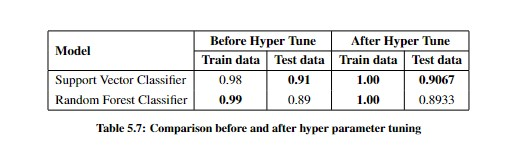 Model Before Hyper Tune After Hyper Tune
Train data Test data Train data Test data
Support Vector Classifier 0.98 0.91 1.00 0.9067
Random Forest Classifier 0.99 0.89 1.00 0.8933
Table 5.7: Comparison before and after hyper parameter tuning